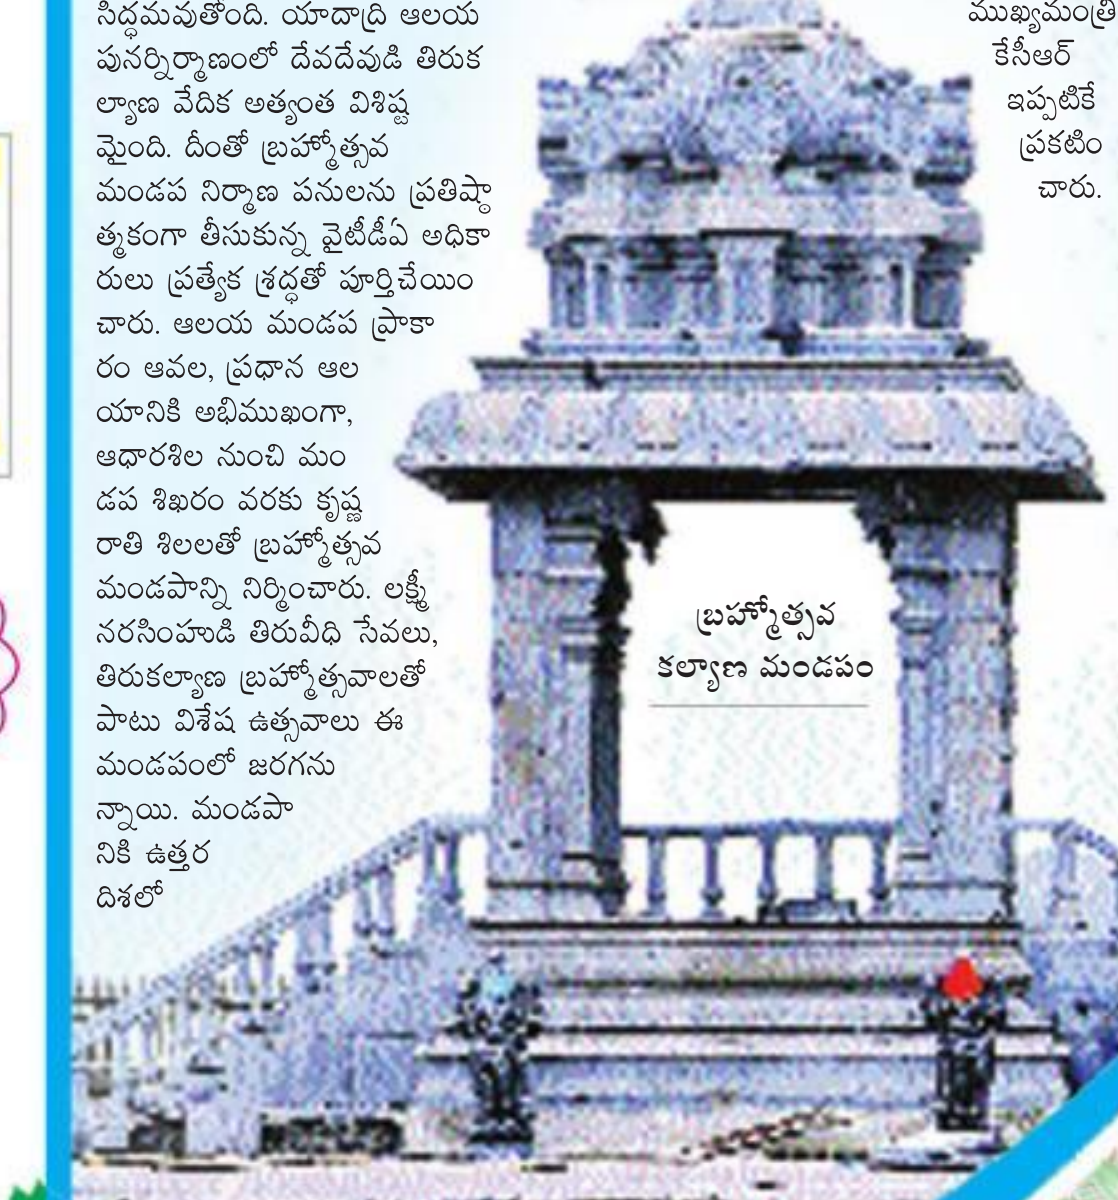 సిద్ధమవుతోంది. యాదాద్రి ఆలయ
పునర్నిర్మాణంలో దేవదేవుడి తిరుక
ల్యాణ వేదిక అత్యంత విశిష్ట
మైంది. దీంతో బ్రహ్మోత్సవ
మండప నిర్మాణ పనులను ప్రతిష్ఠా
త్మకంగా తీసుకున్న వైటీడీఏ అధికా
రులు ప్రత్యేక శ్రద్ధతో పూర్తిచేయిం
చారు. ఆలయ మండప ప్రాకా
రం ఆవల, ప్రధాన ఆల
యానికి అభిముఖంగా,
ఆధారశిల నుంచి మం
డప శిఖరం వరకు కృష్ణ
రాతి శిలలతో బ్రహ్మోత్సవ
మండపాన్ని నిర్మించారు. లక్ష్మీ
నరసింహుడి తిరువీధి సేవలు,
తిరుకల్యాణ బ్రహ్మోత్సవాలతో
పాటు విశేష ఉత్సవాలు ఈ
మండపంలో జరగను
న్నాయి. మండపా
నికి ఉత్తర
దిశలో
ముఖ్యమంత్రి
కేసీఆర్
ఇప్పటికే
ప్రకటిం
చారు.
బ్రహ్మోత్సవ
కల్యాణ మండపం